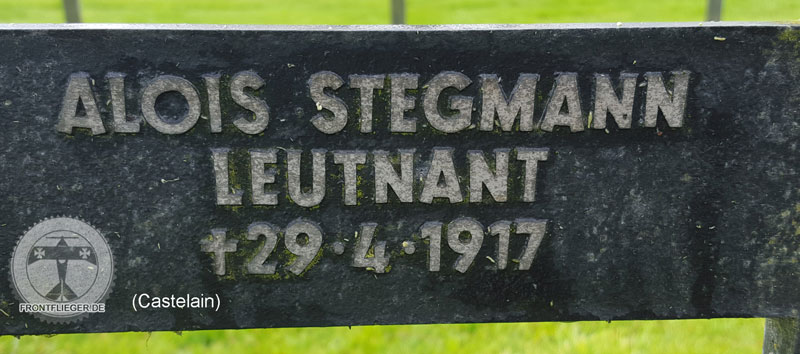 ALOIS STEGMANN
LEUTNANT
✝29·4·1917
FRONTFLIEGER.DE
(Castelain)